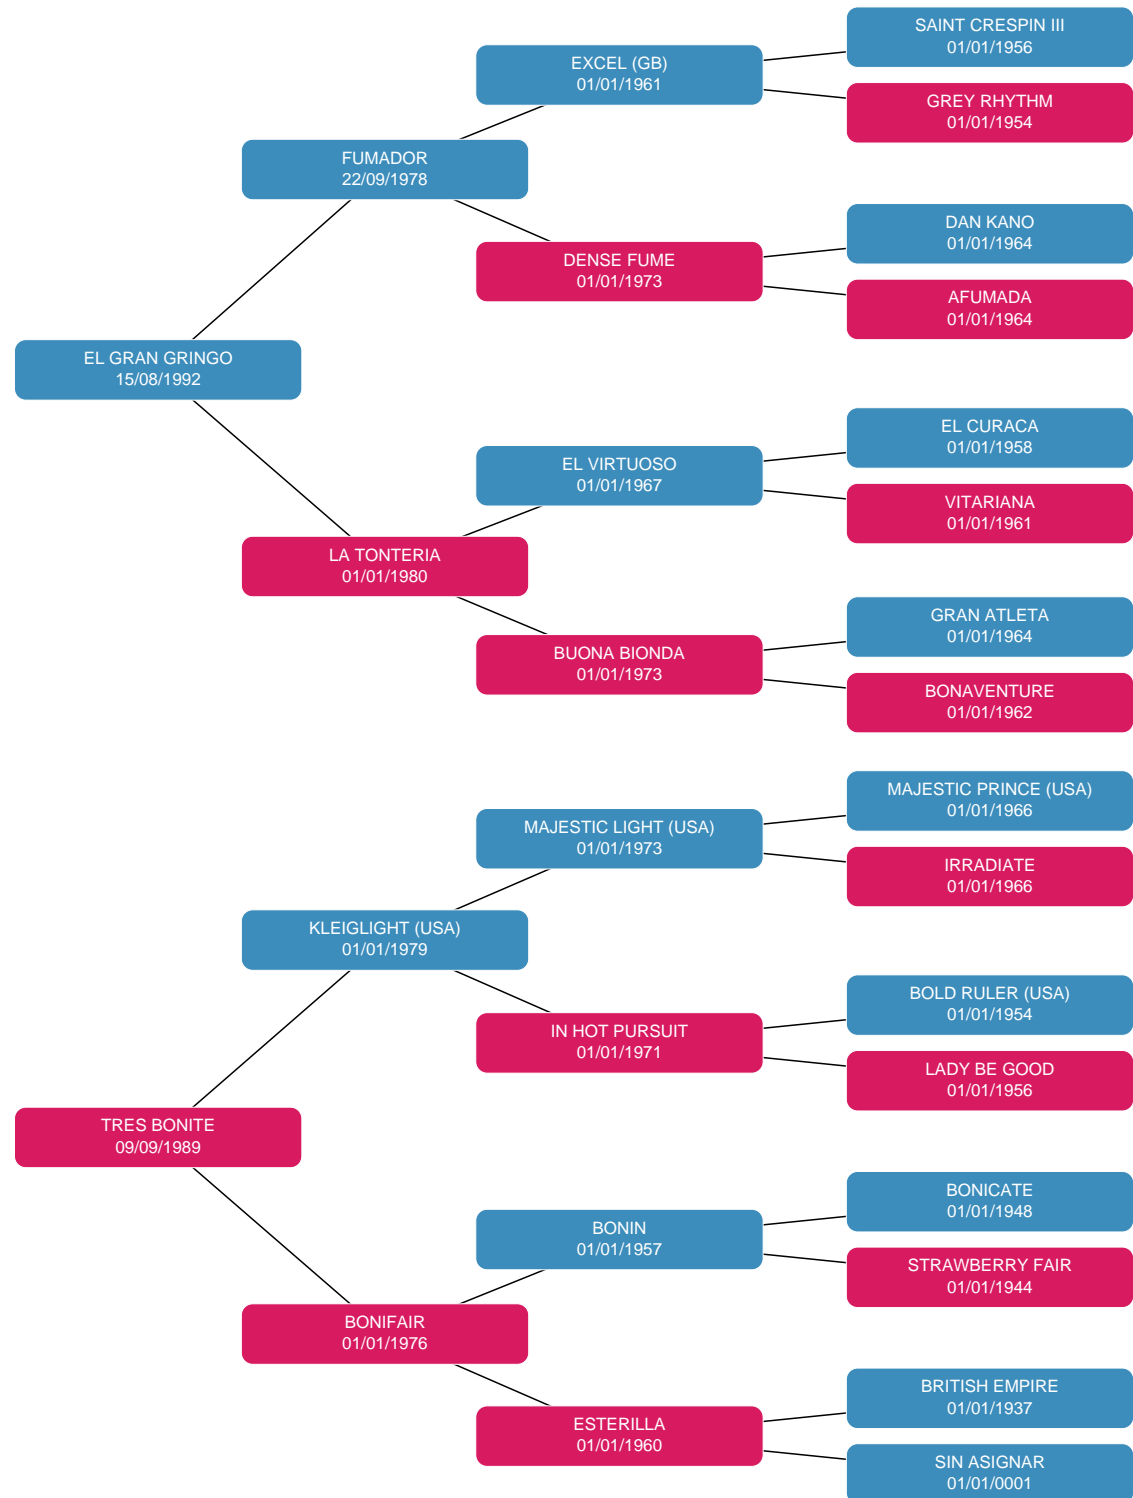 SAINT CRESPIN III
01/01/1956
EXCEL (GB)
01/01/1961
GREY RHYTHM
01/01/1954
FUMADOR
22/09/1978
DAN KANO
01/01/1964
DENSE FUME
01/01/1973
AFUMADA
01/01/1964
EL GRAN GRINGO
15/08/1992
EL CURACA
01/01/1958
EL VIRTUOSO
01/01/1967
VITARIANA
01/01/1961
LA TONTERIA
01/01/1980
GRAN ATLETA
01/01/1964
BUONA BIONDA
01/01/1973
BONAVENTURE
01/01/1962
MAJESTIC PRINCE (USA)
01/01/1966
MAJESTIC LIGHT (USA)
01/01/1973
IRRADIATE
01/01/1966
KLEIGLIGHT (USA)
01/01/1979
BOLD RULER (USA)
01/01/1954
IN HOT PURSUIT
01/01/1971
LADY BE GOOD
01/01/1956
TRES BONITE
09/09/1989
BONICATE
01/01/1948
BONIN
01/01/1957
STRAWBERRY FAIR
01/01/1944
BONIFAIR
01/01/1976
BRITISH EMPIRE
01/01/1937
ESTERILLA
01/01/1960
SIN ASIGNAR
01/01/0001